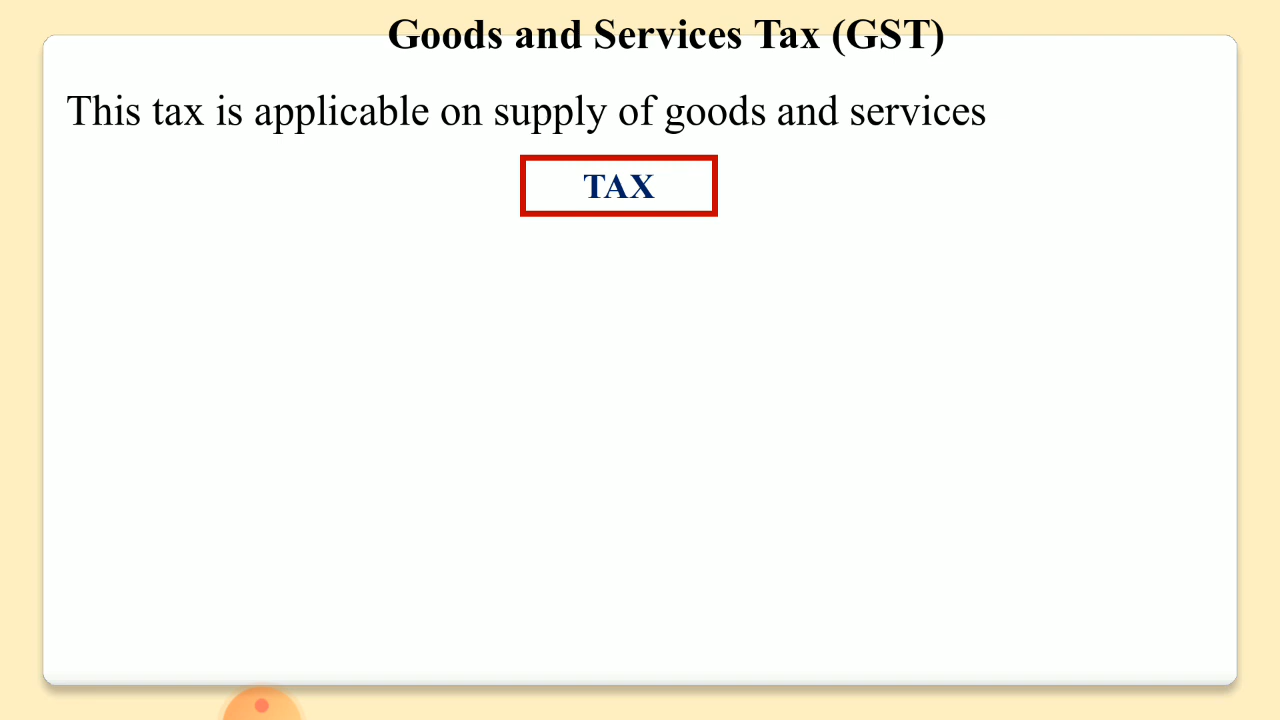 Goods and Services Tax (GST)
This tax is applicable on supply of goods and services
TAX